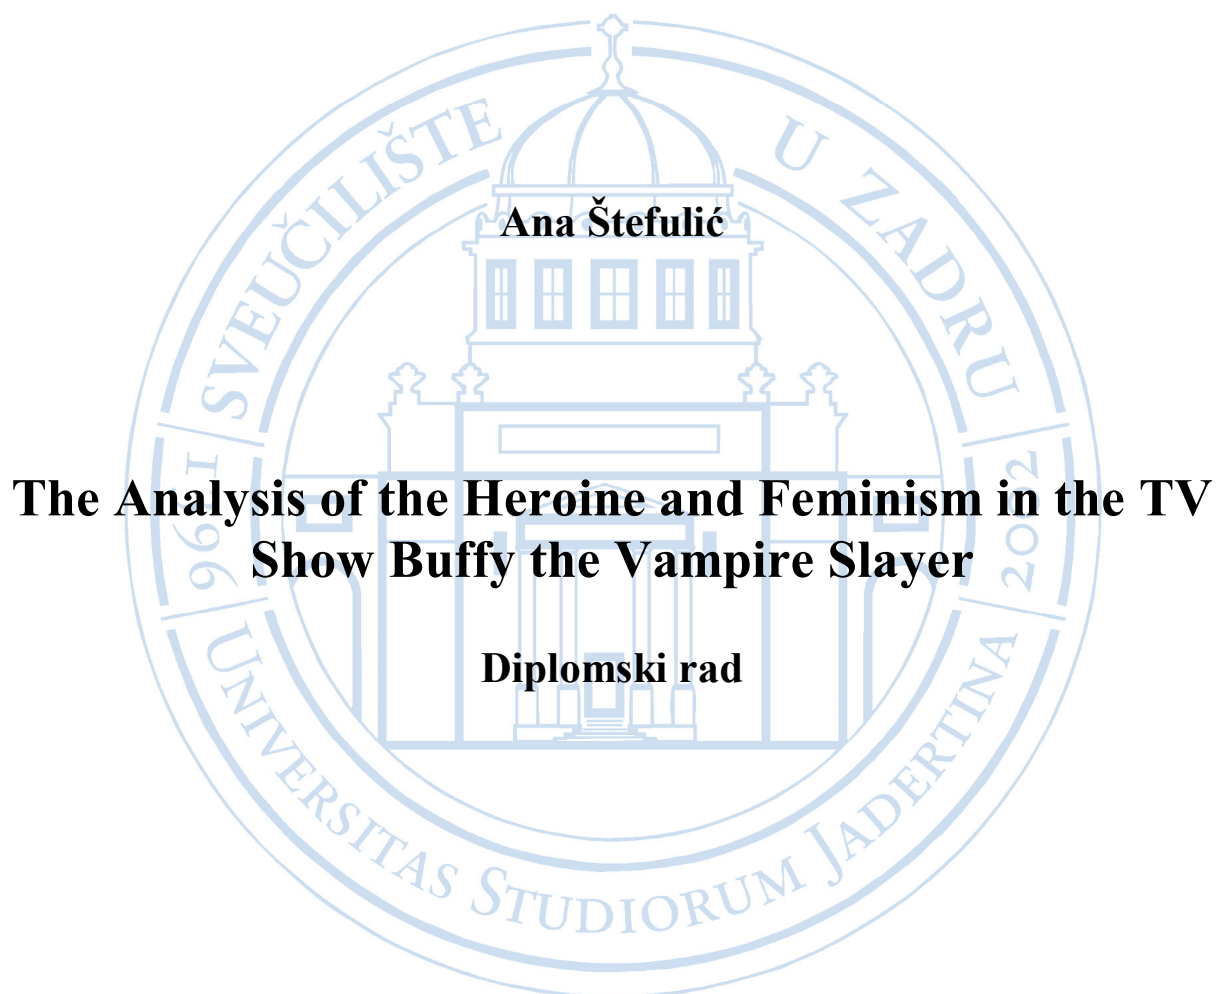 SVEUČILIŠTE U ZADRU
Ana Štefulić
The Analysis of the Heroine and Feminism in the TV
Show Buffy the Vampire Slayer
Diplomski rad
1396
2002
UNIVERSITAS STUDIORUM JADERTINA